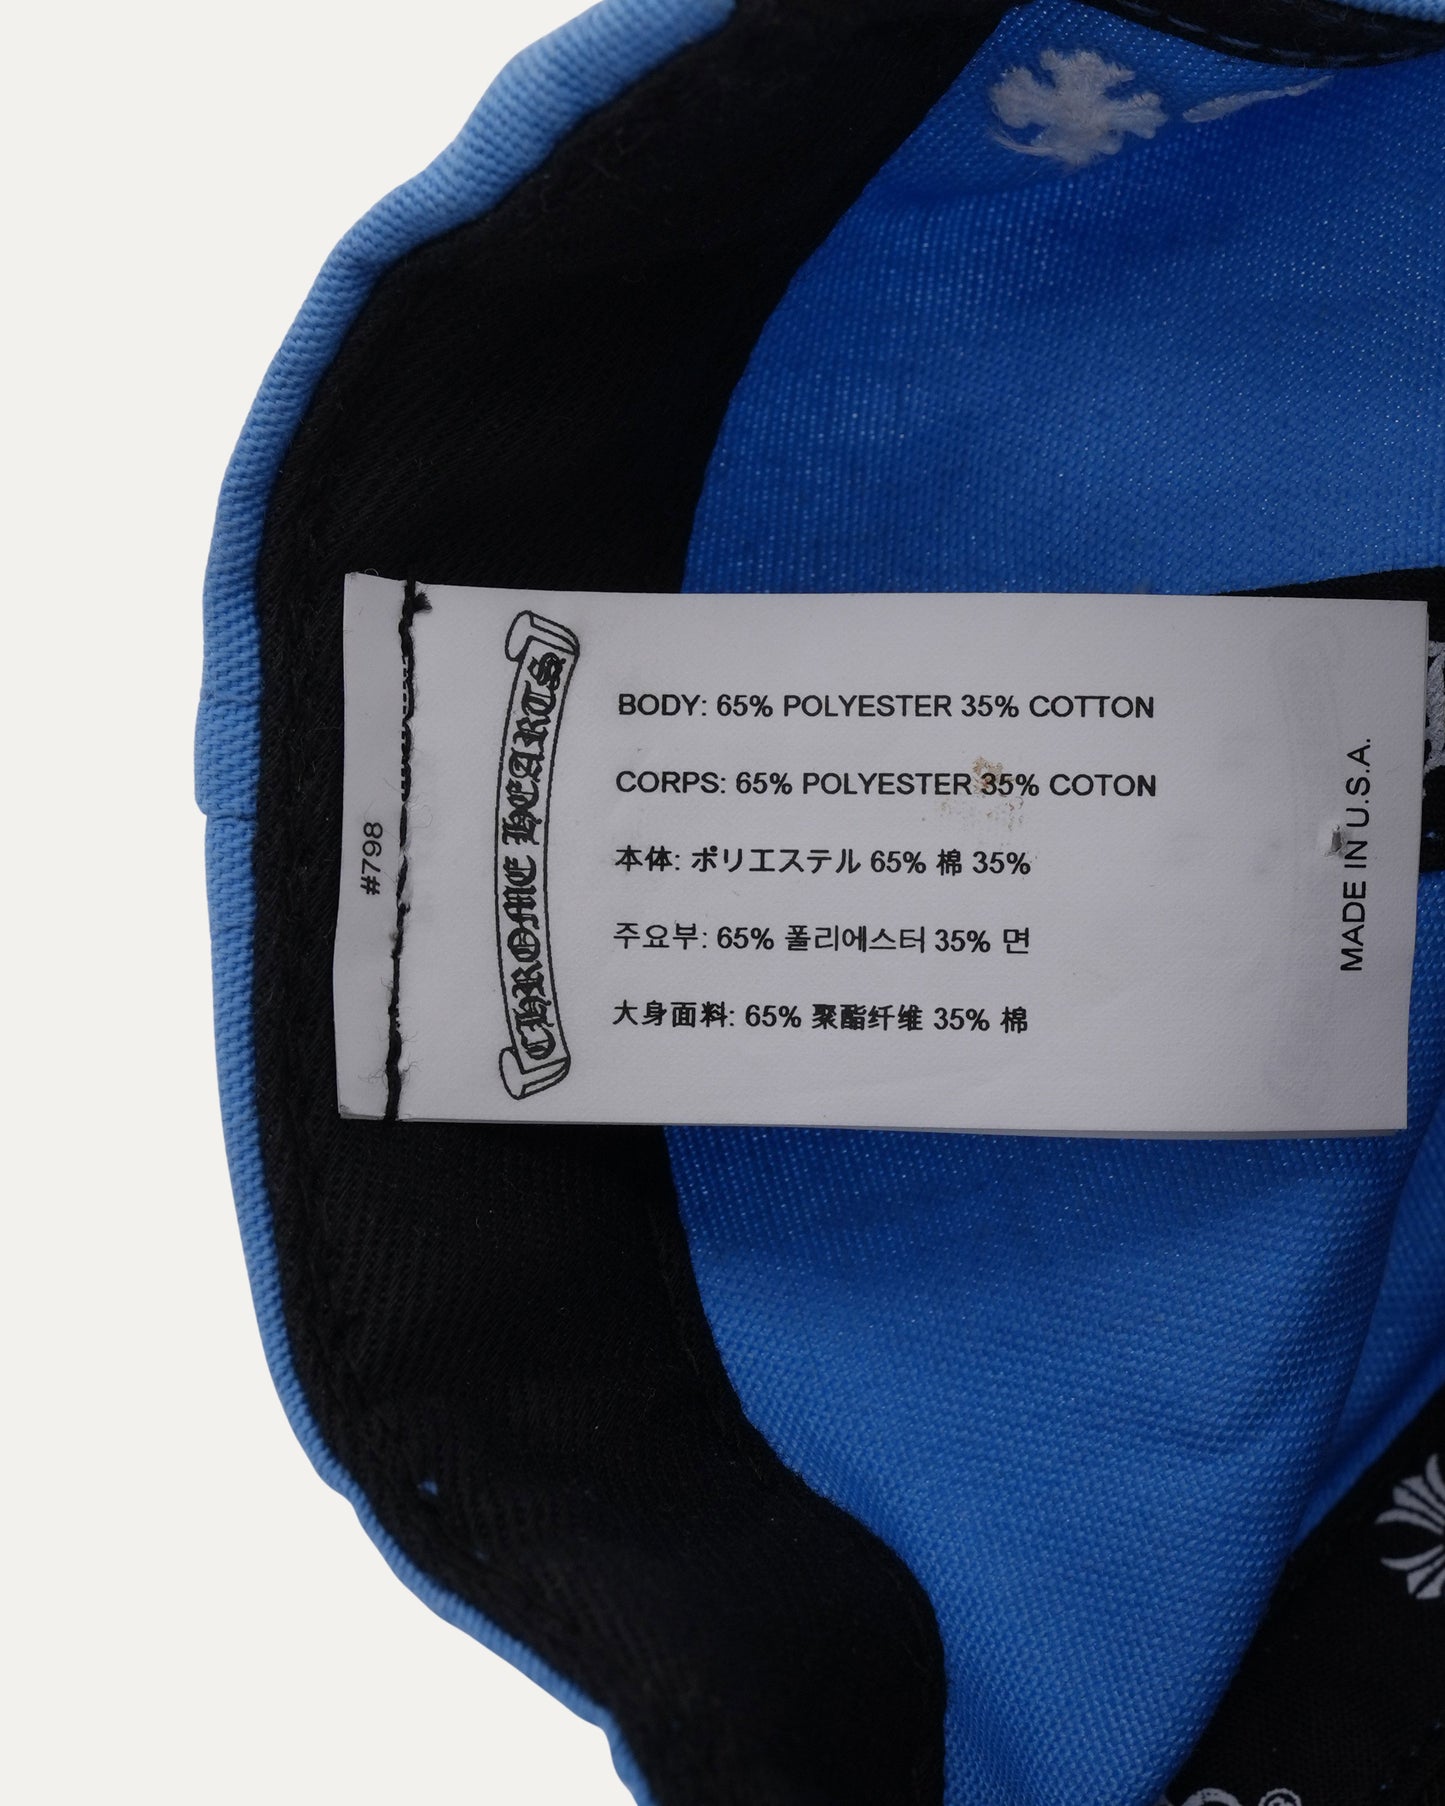 #798
CHROME HEARTS
BODY: 65% POLYESTER 35% COTTON
CORPS: 65% POLYESTER 35% COTON
本体: ポリエステル 65% 棉 35%
주요부: 65% 폴리에스터 35% 면
大身面料: 65% 聚酯纤维 35% 棉
MADE IN U.S.A.
®